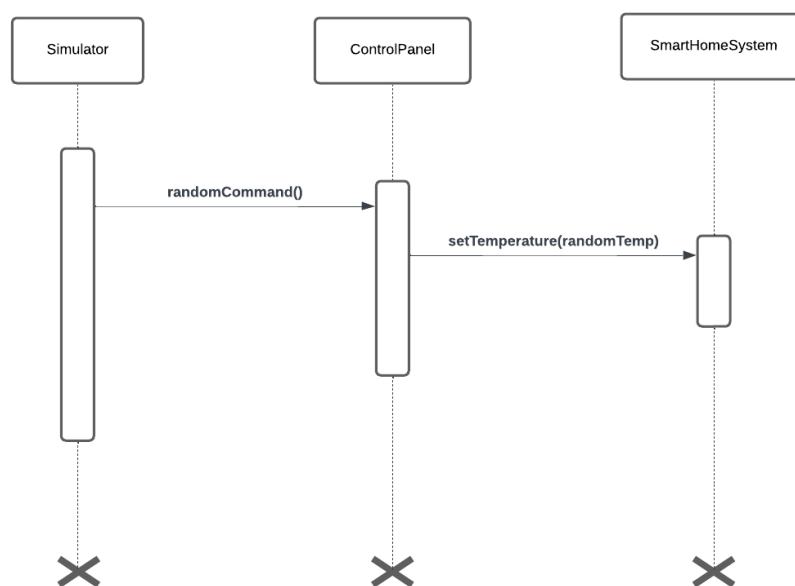 Simulator
ControlPanel
SmartHomeSystem
randomCommand()
setTemperature(randomTemp)